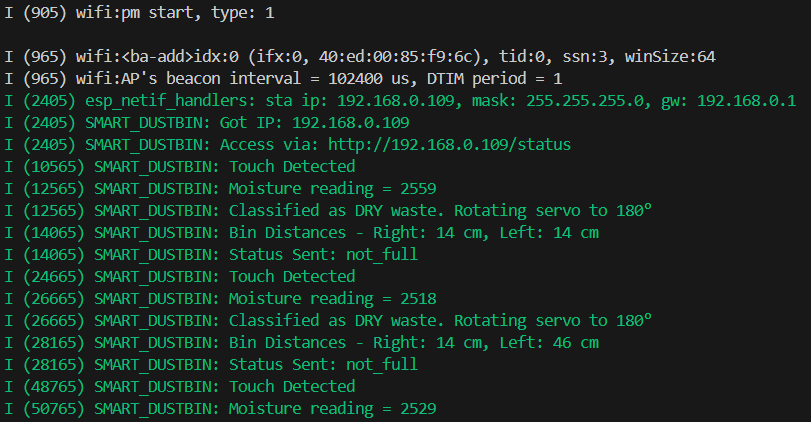 I (905) wifi:pm start, type: 1
I (965) wifi:<ba-add>idx:0 (ifx:0, 40:ed:00:85:f9:6c), tid:0, ssn:3, winSize:64
I (965) wifi:AP's beacon interval = 102400 us, DTIM period = 1
I (2405) esp_netif_handlers: sta ip: 192.168.0.109, mask: 255.255.255.0, gw: 192.168.0.1
I (2405) SMART_DUSTBIN: Got IP: 192.168.0.109
I (2405) SMART_DUSTBIN: Access via: http://192.168.0.109/status
I (10565) SMART_DUSTBIN: Touch Detected
I (12565) SMART_DUSTBIN: Moisture reading = 2559
I (12565) SMART_DUSTBIN: Classified as DRY waste. Rotating servo to 180°
I (14065) SMART_DUSTBIN: Bin Distances - Right: 14 cm, Left: 14 cm
I (14065) SMART_DUSTBIN: Status Sent: not_full
I (24665) SMART_DUSTBIN: Touch Detected
I (26665) SMART_DUSTBIN: Moisture reading = 2518
I (26665) SMART_DUSTBIN: Classified as DRY waste. Rotating servo to 180°
I (28165) SMART_DUSTBIN: Bin Distances - Right: 14 cm, Left: 46 cm
I (28165) SMART_DUSTBIN: Status Sent: not_full
I (48765) SMART_DUSTBIN: Touch Detected
I (50765) SMART_DUSTBIN: Moisture reading = 2529